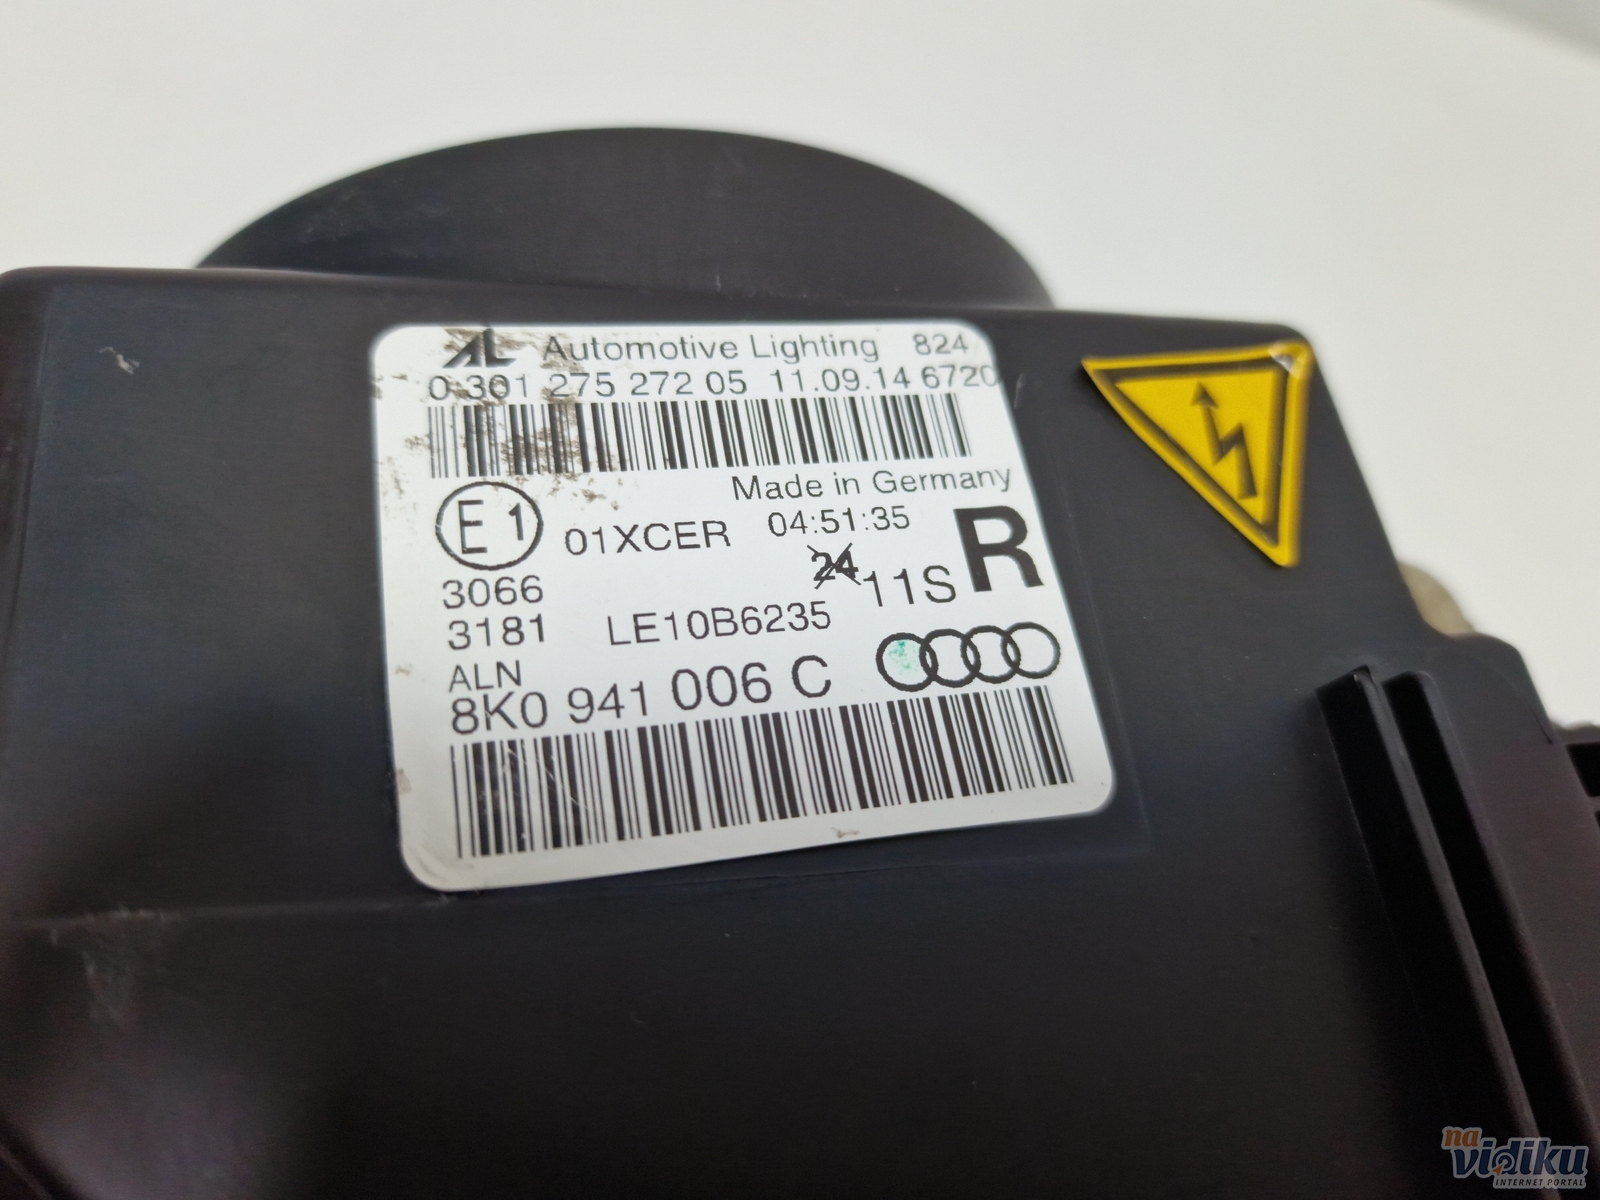 AL Automotive Lighting 824
0 301 275 272 05 11.09.14 6720
Made in Germany
E1 01XCER 04:51:35 R
24 11S
3066
3181 LE10B6235
ALN
8K0 941 006 C
na
vidiku
INTERNET PORTAL